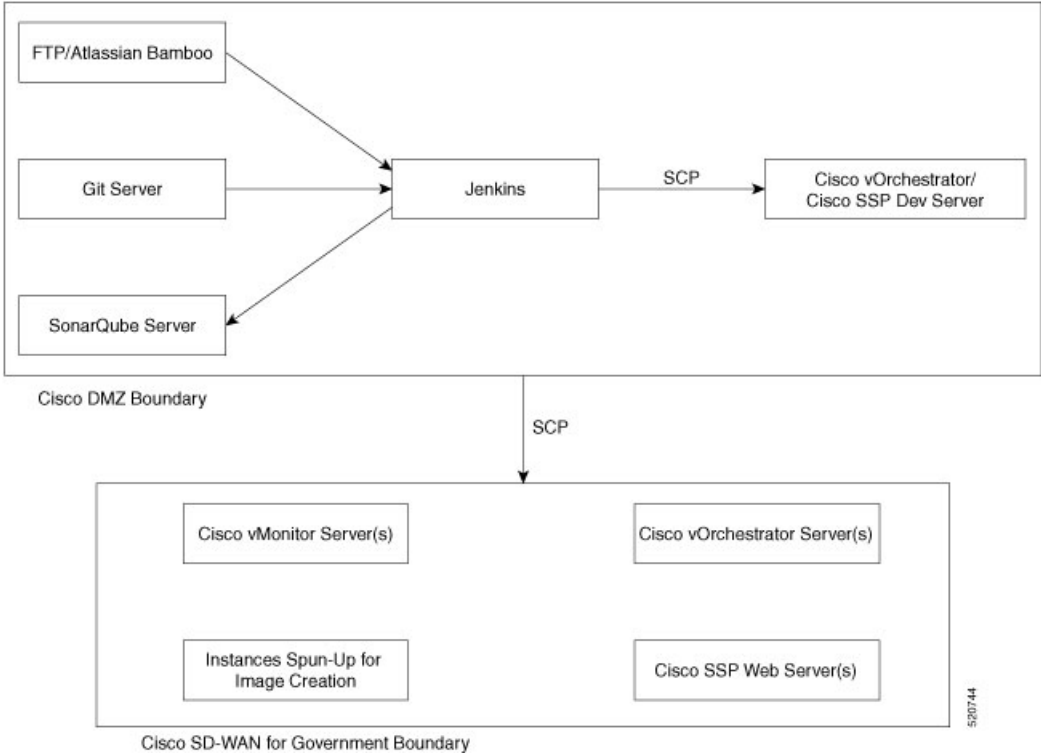 FTP/Atlassian Bamboo
Git Server
Jenkins
SCP
Cisco vOrchestrator/
Cisco SSP Dev Server
SonarQube Server
Cisco DMZ Boundary
SCP
Cisco vMonitor Server(s)
Cisco vOrchestrator Server(s)
Instances Spun-Up for
Image Creation
Cisco SSP Web Server(s)
520744
Cisco SD-WAN for Government Boundary